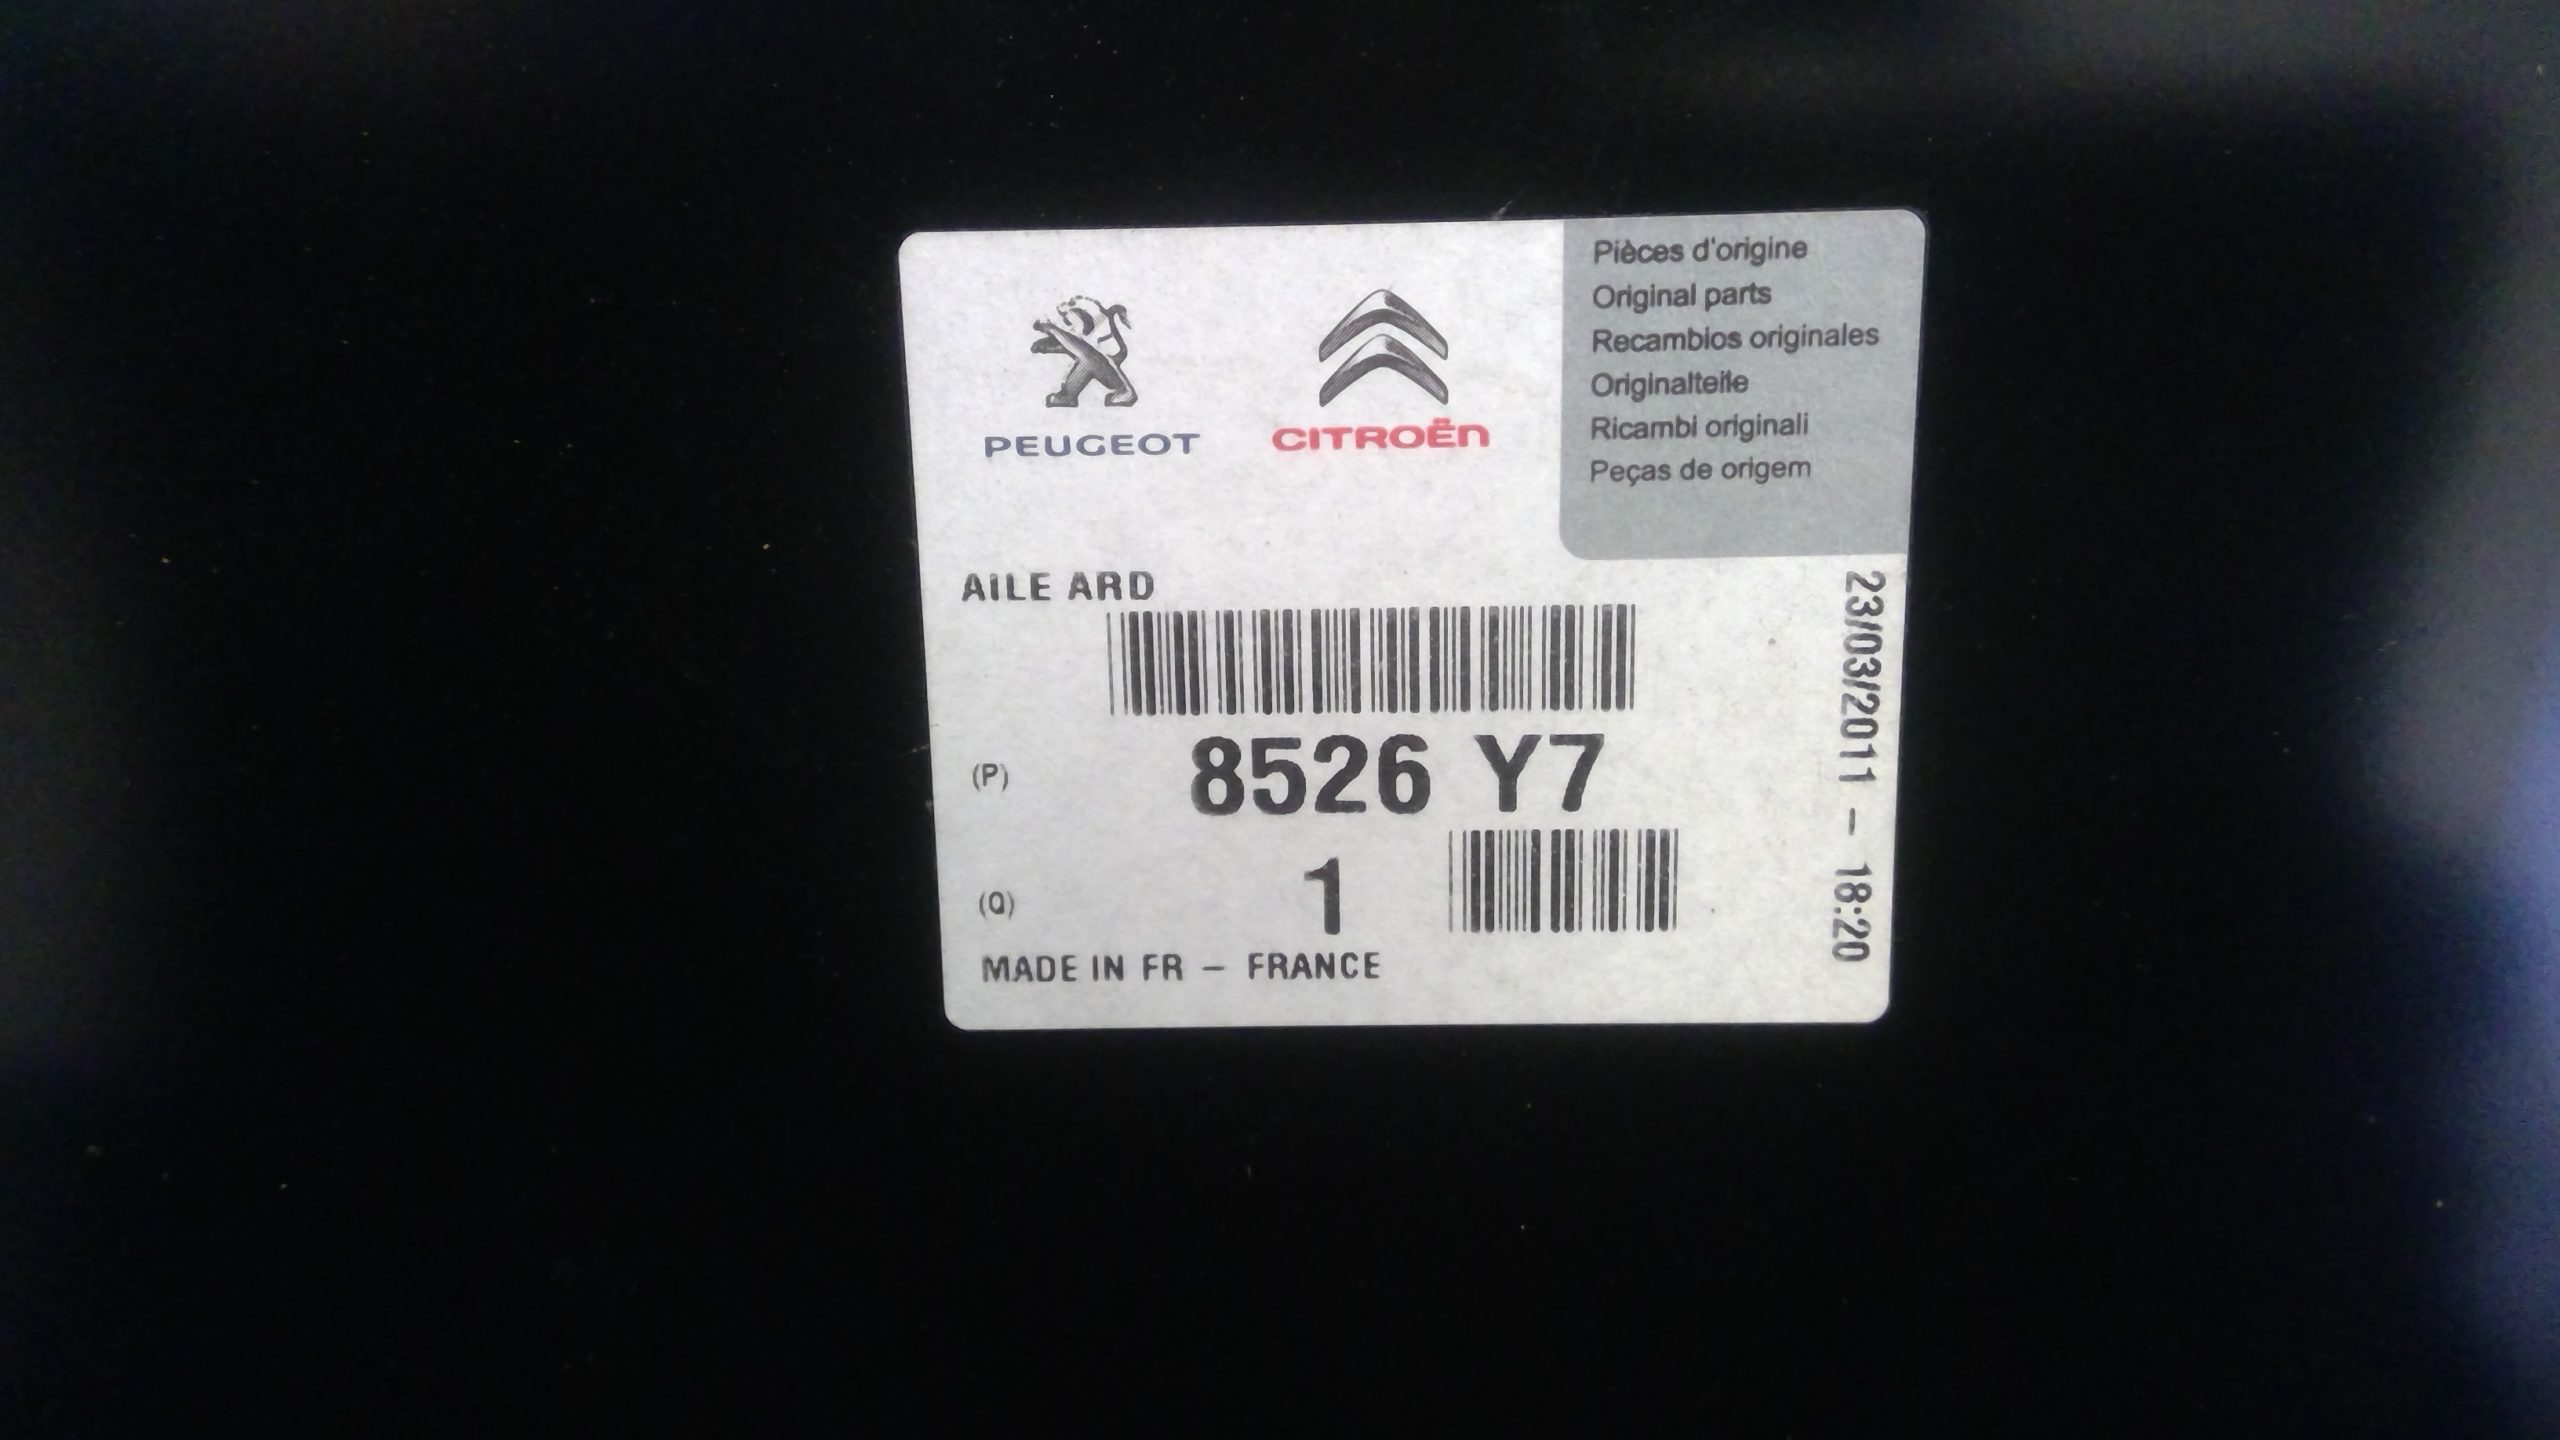 PEUGEOT
CITROËN
Pièces d'origine
Original parts
Recambios originales
Originalteile
Ricambi originali
Peças de origem
AILE ARD
(P) 8526 Y7
(Q) 1
MADE IN FR – FRANCE
23/03/2011 – 18:20